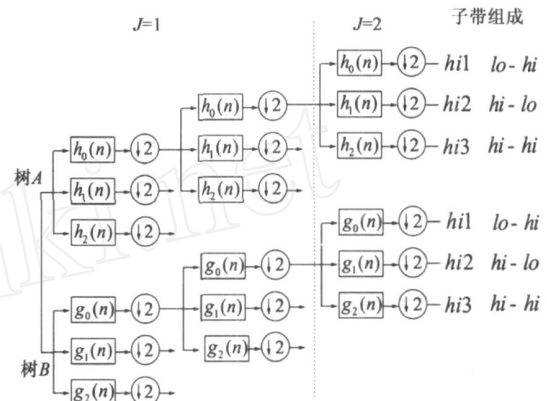 子带组成
J=1 J=2
h₀(n) ↓2 hi1 lo-hi
h₀(n) ↓2 h₁(n) ↓2 hi2 hi-lo
h₀(n) ↓2 h₁(n) ↓2 h₂(n) ↓2 hi3 hi-hi
树A h₁(n) ↓2 h₂(n) ↓2
h₂(n) ↓2 g₀(n) ↓2 hi1 lo-hi
g₀(n) ↓2 g₁(n) ↓2 hi2 hi-lo
g₀(n) ↓2 g₁(n) ↓2 g₂(n) ↓2 hi3 hi-hi
g₁(n) ↓2 g₂(n) ↓2
树B
g₂(n) ↓2